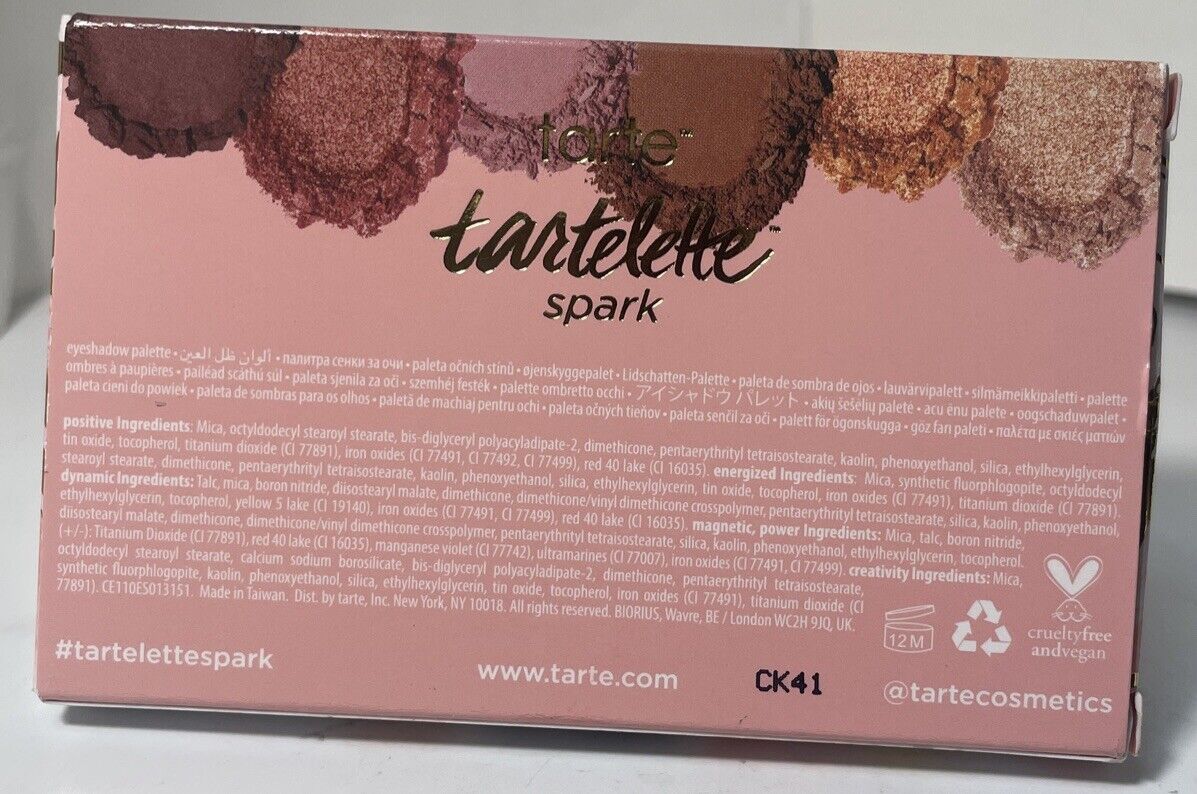 tarte™
tartelette™
spark
eyeshadow palette • ألوان ظل العين • палитра сенки за очи • paleta očních stínů • øjenskyggepalet • Lidschatten-Palette • paleta de sombra de ojos • lauvärvipalett • silmämeikkipaletti • palette
ombres à paupières • pailéad scáthú súl • paleta sjenila za oči • szemhéj festék • palette ombretto occhi • アイシャドウ パレット • akių šešėlių paletė • acu ēnu palete • oogschaduwpalet •
paleta cieni do powiek • paleta de sombras para os olhos • paletă de machiaj pentru ochi • paleta očných tieňov • paleta senčil za oči • palett för ögonskugga • göz farı paleti • παλέτα με σκιές ματιών
positive Ingredients: Mica, octyldodecyl stearoyl stearate, bis-diglyceryl polyacyladipate-2, dimethicone, pentaerythrityl tetraisostearate, kaolin, phenoxyethanol, silica, ethylhexylglycerin,
tin oxide, tocopherol, titanium dioxide (CI 77891), iron oxides (CI 77491, CI 77492, CI 77499), red 40 lake (CI 16035). energized Ingredients: Mica, synthetic fluorphlogopite, octyldodecyl
stearoyl stearate, dimethicone, pentaerythrityl tetraisostearate, kaolin, phenoxyethanol, silica, ethylhexylglycerin, tin oxide, tocopherol, iron oxides (CI 77491), titanium dioxide (CI 77891).
dynamic Ingredients: Talc, mica, boron nitride, diisostearyl malate, dimethicone, dimethicone/vinyl dimethicone crosspolymer, pentaerythrityl tetraisostearate, silica, kaolin, phenoxyethanol,
ethylhexylglycerin, tocopherol, yellow 5 lake (CI 19140), iron oxides (CI 77491, CI 77499), red 40 lake (CI 16035). magnetic, power Ingredients: Mica, talc, boron nitride,
diisostearyl malate, dimethicone, dimethicone/vinyl dimethicone crosspolymer, pentaerythrityl tetraisostearate, silica, kaolin, phenoxyethanol, ethylhexylglycerin, tocopherol.
(+/-): Titanium Dioxide (CI 77891), red 40 lake (CI 16035), manganese violet (CI 77742), ultramarines (CI 77007), iron oxides (CI 77491, CI 77499). creativity Ingredients: Mica,
octyldodecyl stearoyl stearate, calcium sodium borosilicate, bis-diglyceryl polyacyladipate-2, dimethicone, pentaerythrityl tetraisostearate,
synthetic fluorphlogopite, kaolin, phenoxyethanol, silica, ethylhexylglycerin, tin oxide, tocopherol, iron oxides (CI 77491), titanium dioxide (CI
77891). CE110ES013151. Made in Taiwan. Dist. by tarte, Inc. New York, NY 10018. All rights reserved. BIORIUS, Wavre, BE / London WC2H 9JQ, UK.
12 M
crueltyfree
andvegan
#tartelettespark
www.tarte.com
CK41
@tartecosmetics